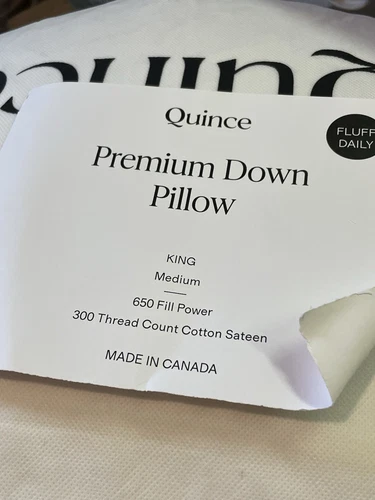 Quince
Quince
FLUFF
DAILY
Premium Down
Pillow
KING
Medium
650 Fill Power
300 Thread Count Cotton Sateen
MADE IN CANADA